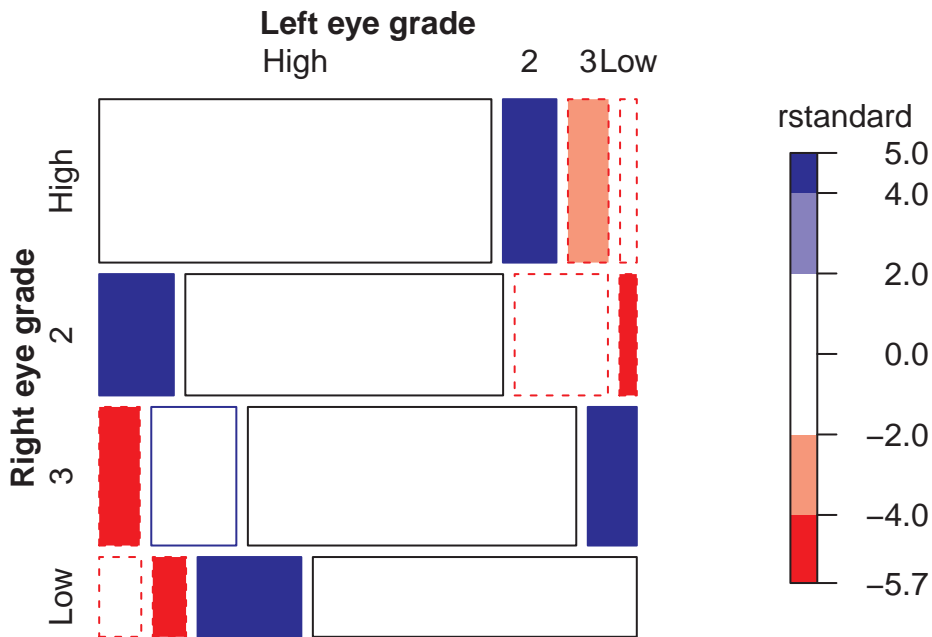 Left eye grade
High 2 3 Low
Right eye grade
High
2
3
Low
rstandard
5.0
4.0
2.0
0.0
−2.0
−4.0
−5.7